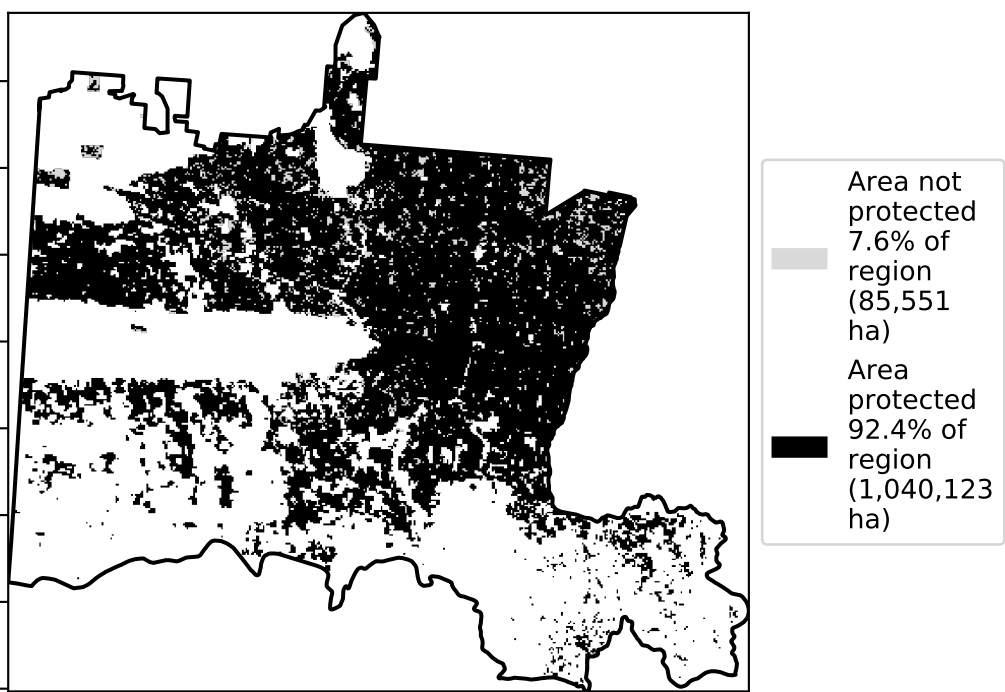 Area not
protected
7.6% of
region
(85,551
ha)
Area
protected
92.4% of
region
(1,040,123
ha)